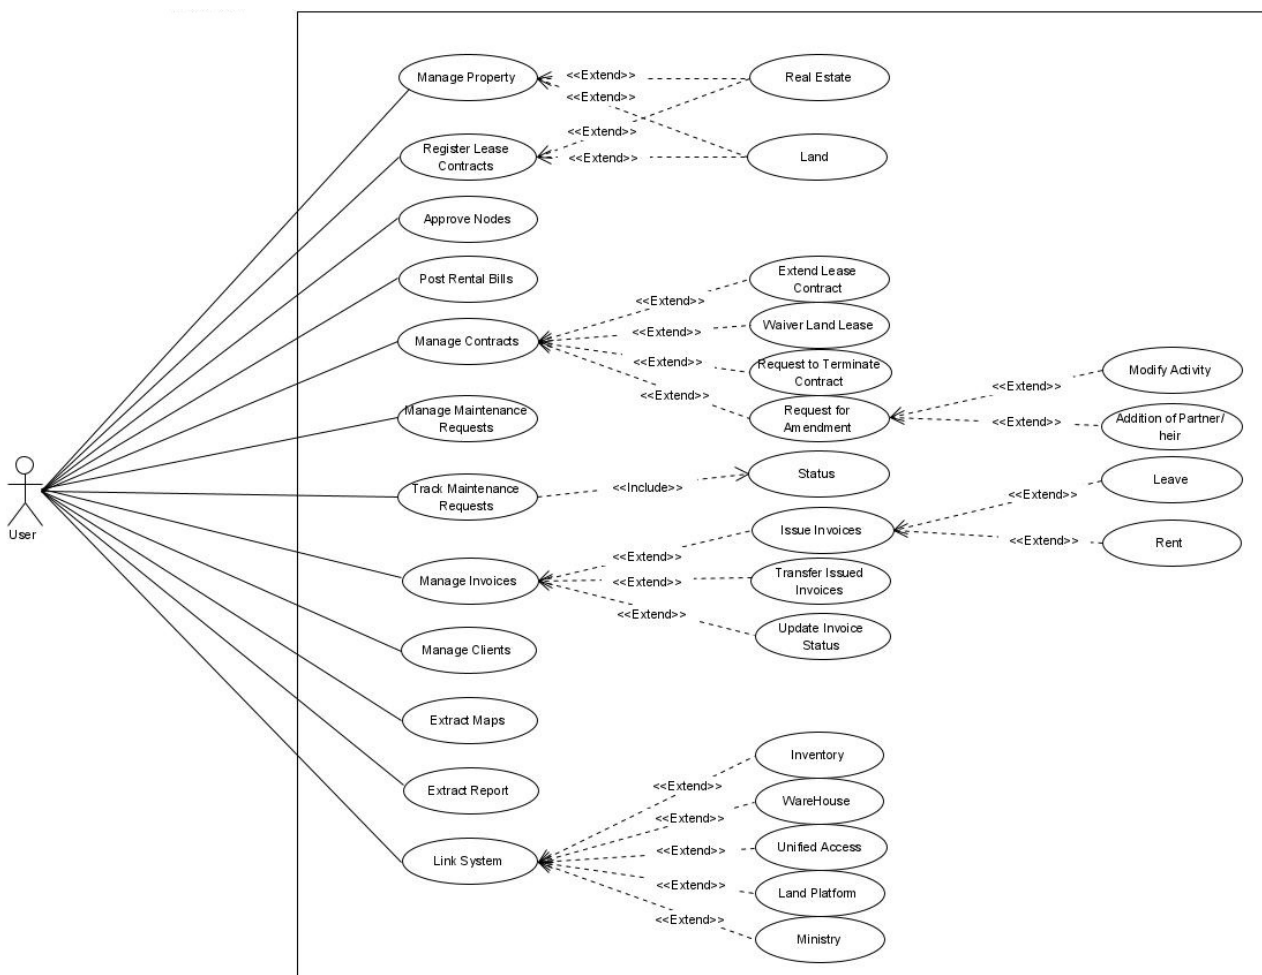 Manage Property
<<Extend>>
Real Estate
<<Extend>>
<<Extend>>
Register Lease
Contracts
<<Extend>>
Land
Approve Nodes
Post Rental Bills
Extend Lease
Contract
<<Extend>>
Manage Contracts
<<Extend>>
Waiver Land Lease
<<Extend>>
Request to Terminate
Contract
<<Extend>>
Request for
Amendment
<<Extend>>
Modify Activity
<<Extend>>
Addition of Partner/
heir
Manage Maintenance
Requests
User
Track Maintenance
Requests
<<Include>>
Status
<<Extend>>
Leave
Issue Invoices
<<Extend>>
Rent
<<Extend>>
Manage Invoices
<<Extend>>
Transfer Issued
Invoices
<<Extend>>
Update Invoice
Status
Manage Clients
Extract Maps
Extract Report
Link System
<<Extend>>
Inventory
<<Extend>>
WareHouse
<<Extend>>
Unified Access
<<Extend>>
Land Platform
<<Extend>>
Ministry